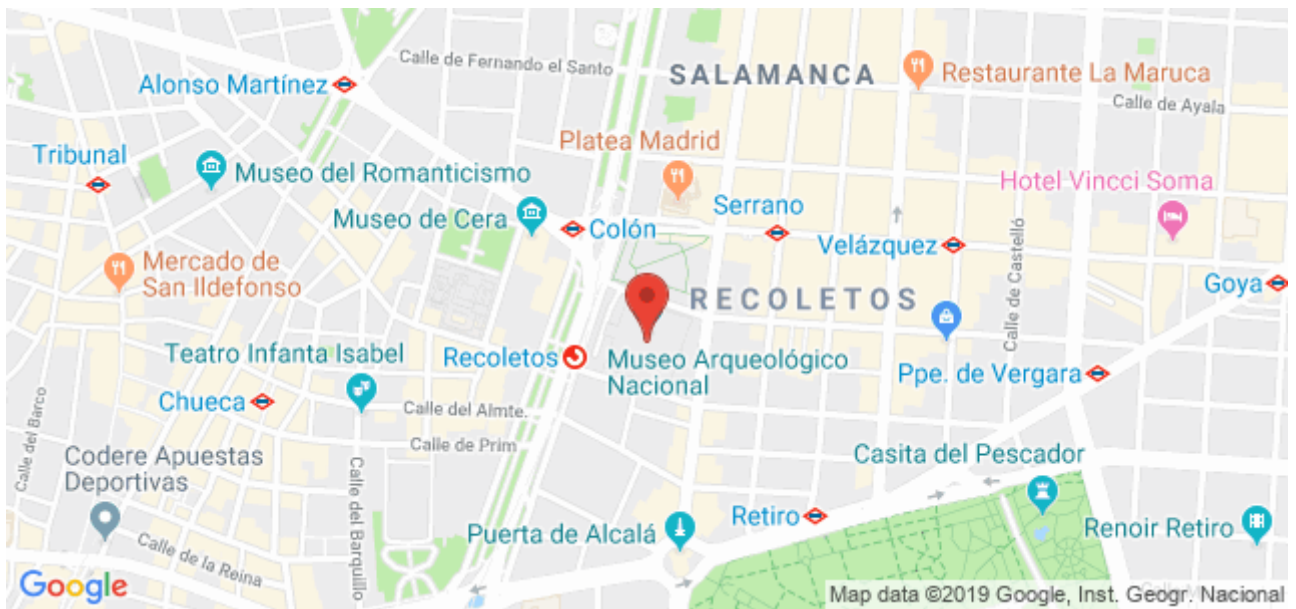 Calle de Fernando el Santo
SALAMANCA
Restaurante La Maruca
Alonso Martínez
Calle de Ayala
Platea Madrid
Tribunal
Museo del Romanticismo
Hotel Vincci Soma
Museo de Cera
Colón
Serrano
Velázquez
Mercado de
San Ildefonso
Calle de Castelló
Goya
RECOLETOS
Teatro Infanta Isabel
Recoletos
Museo Arqueológico
Nacional
Ppe. de Vergara
Chueca
Calle del Almte.
Calle de Prim
Calle del Barco
Codere Apuestas
Deportivas
Calle del Barquillo
Casita del Pescador
Retiro
Puerta de Alcalá
Renoir Retiro
Calle de la Reina
Google
Map data ©2019 Google, Inst. Geogr. Nacional